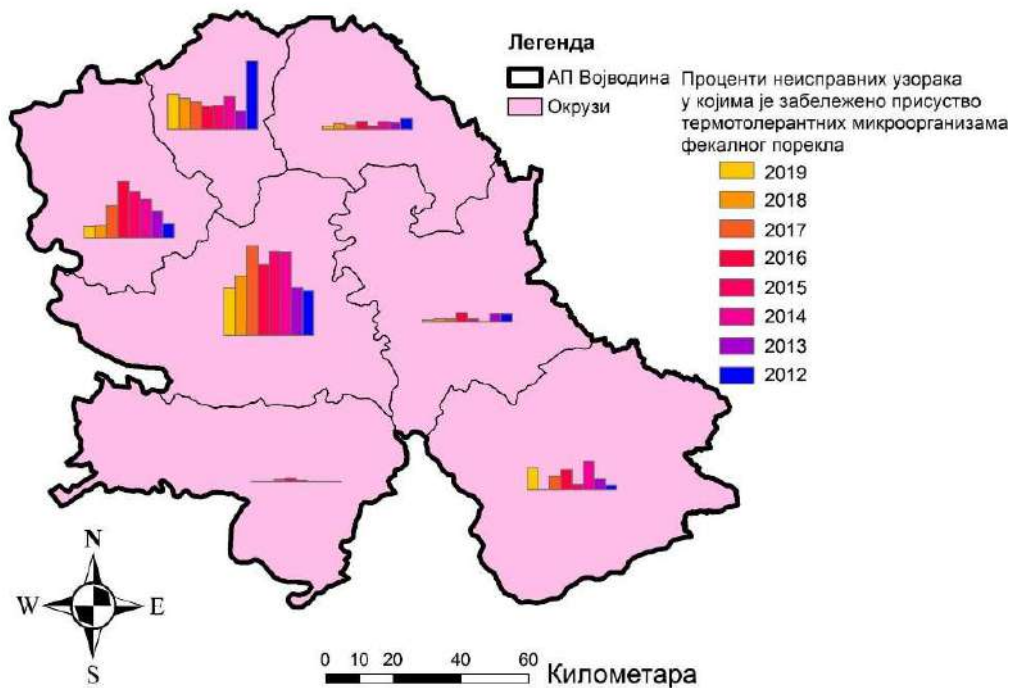 Легенда
АП Војводина
Окрузи
Проценти неисправних узорака
у којима је забележено присуство
термотолерантних микроорганизама
фекалног порекла
2019
2018
2017
2016
2015
2014
2013
2012
N
W E
S
0 10 20 40 60
Километара